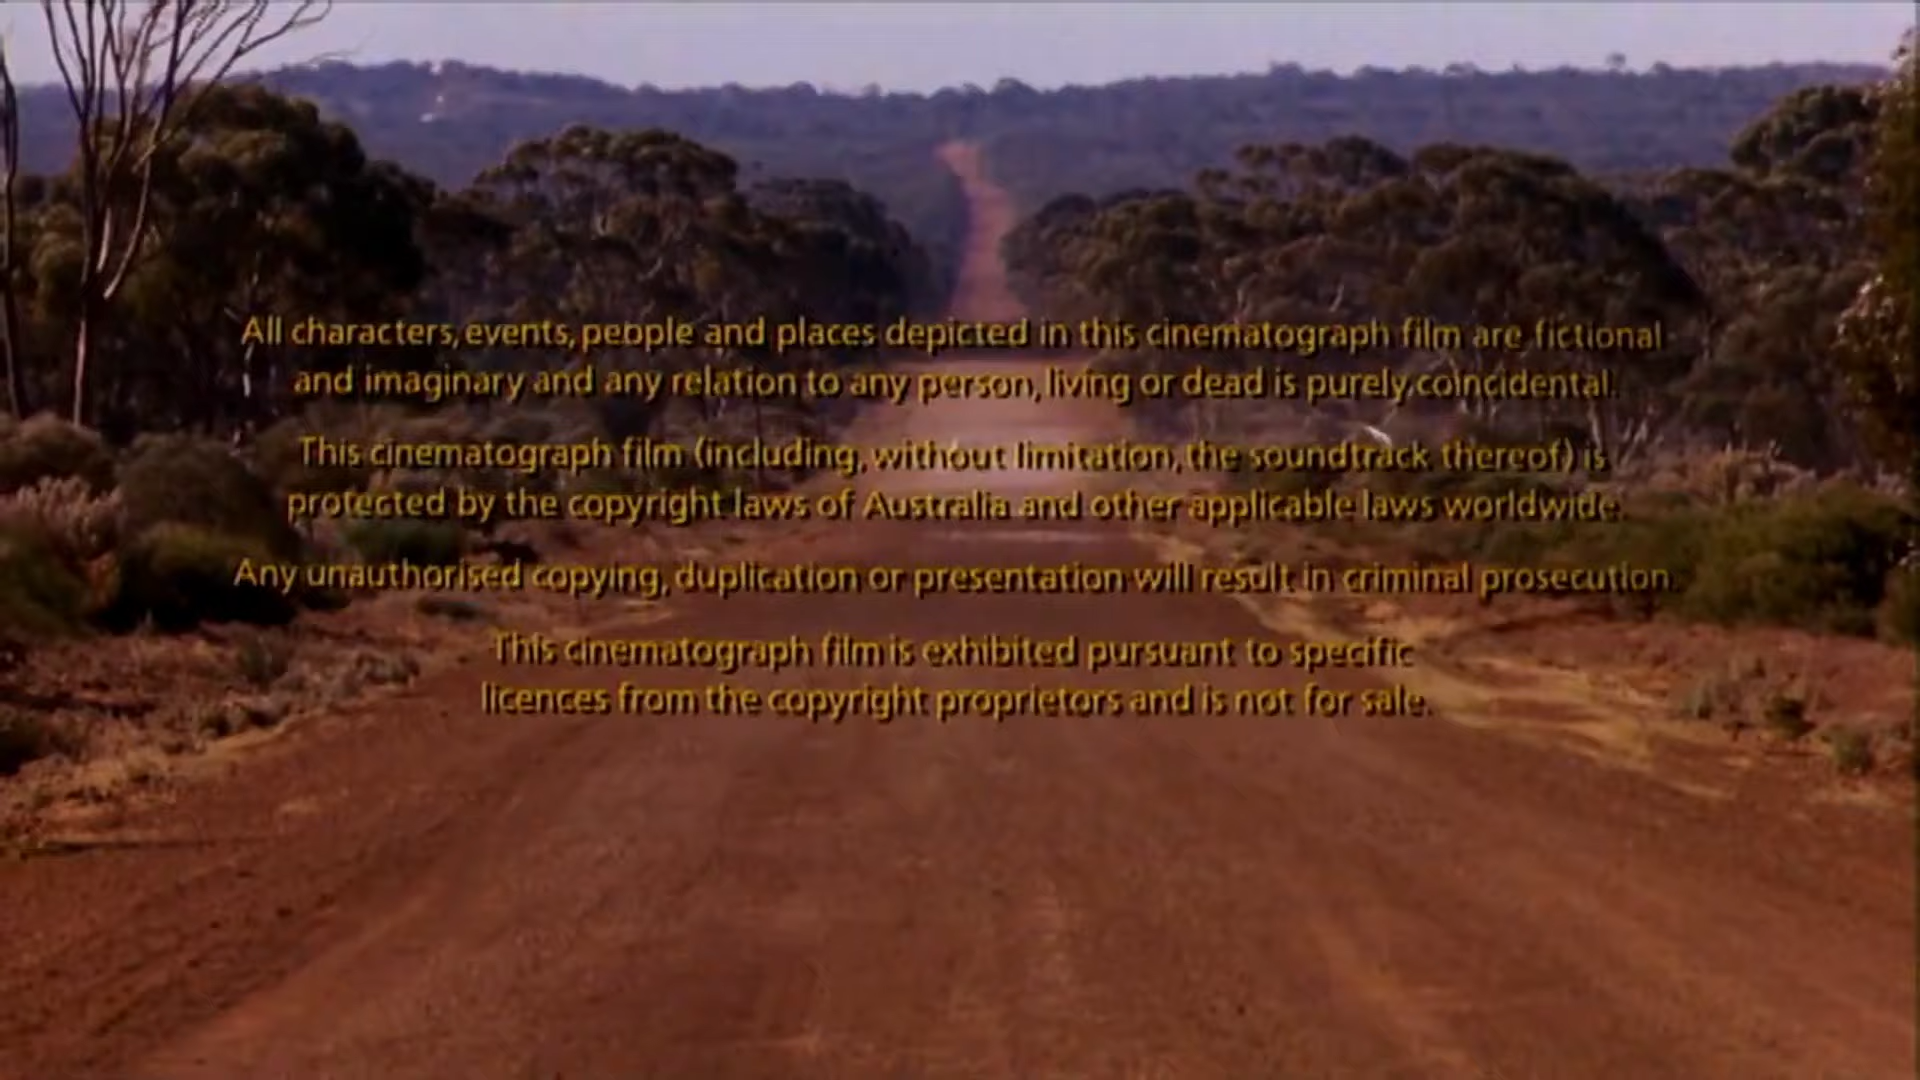 All characters, events, people and places depicted in this cinematograph film are fictional
and imaginary and any relation to any person, living or dead is purely coincidental.
This cinematograph film (including, without limitation, the soundtrack thereof) is
protected by the copyright laws of Australia and other applicable laws worldwide.
Any unauthorised copying, duplication or presentation will result in criminal prosecution.
This cinematograph film is exhibited pursuant to specific
licences from the copyright proprietors and is not for sale.